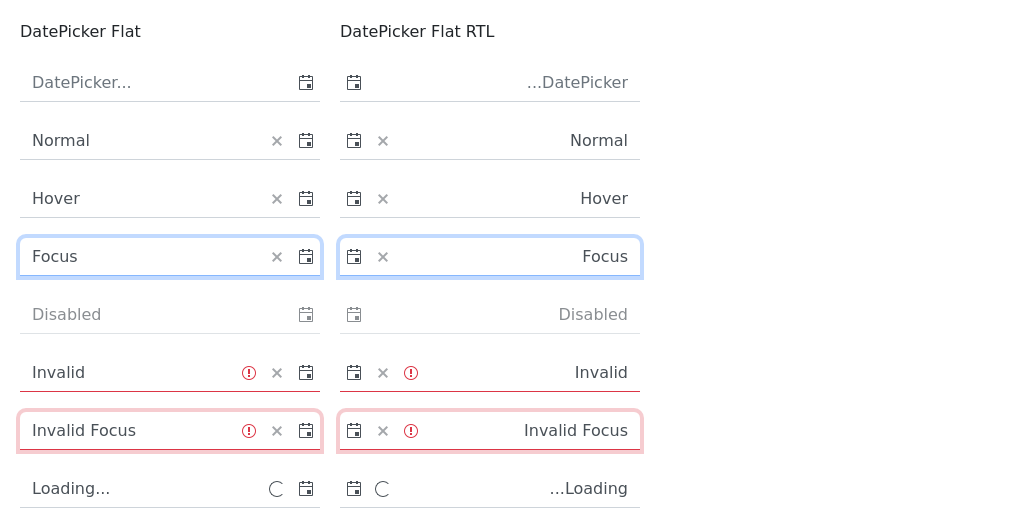 DatePicker Flat
DatePicker...
Normal
Hover
Focus
Disabled
Invalid
Invalid Focus
Loading...
DatePicker Flat RTL
...DatePicker
Normal
Hover
Focus
Disabled
Invalid
Invalid Focus
...Loading